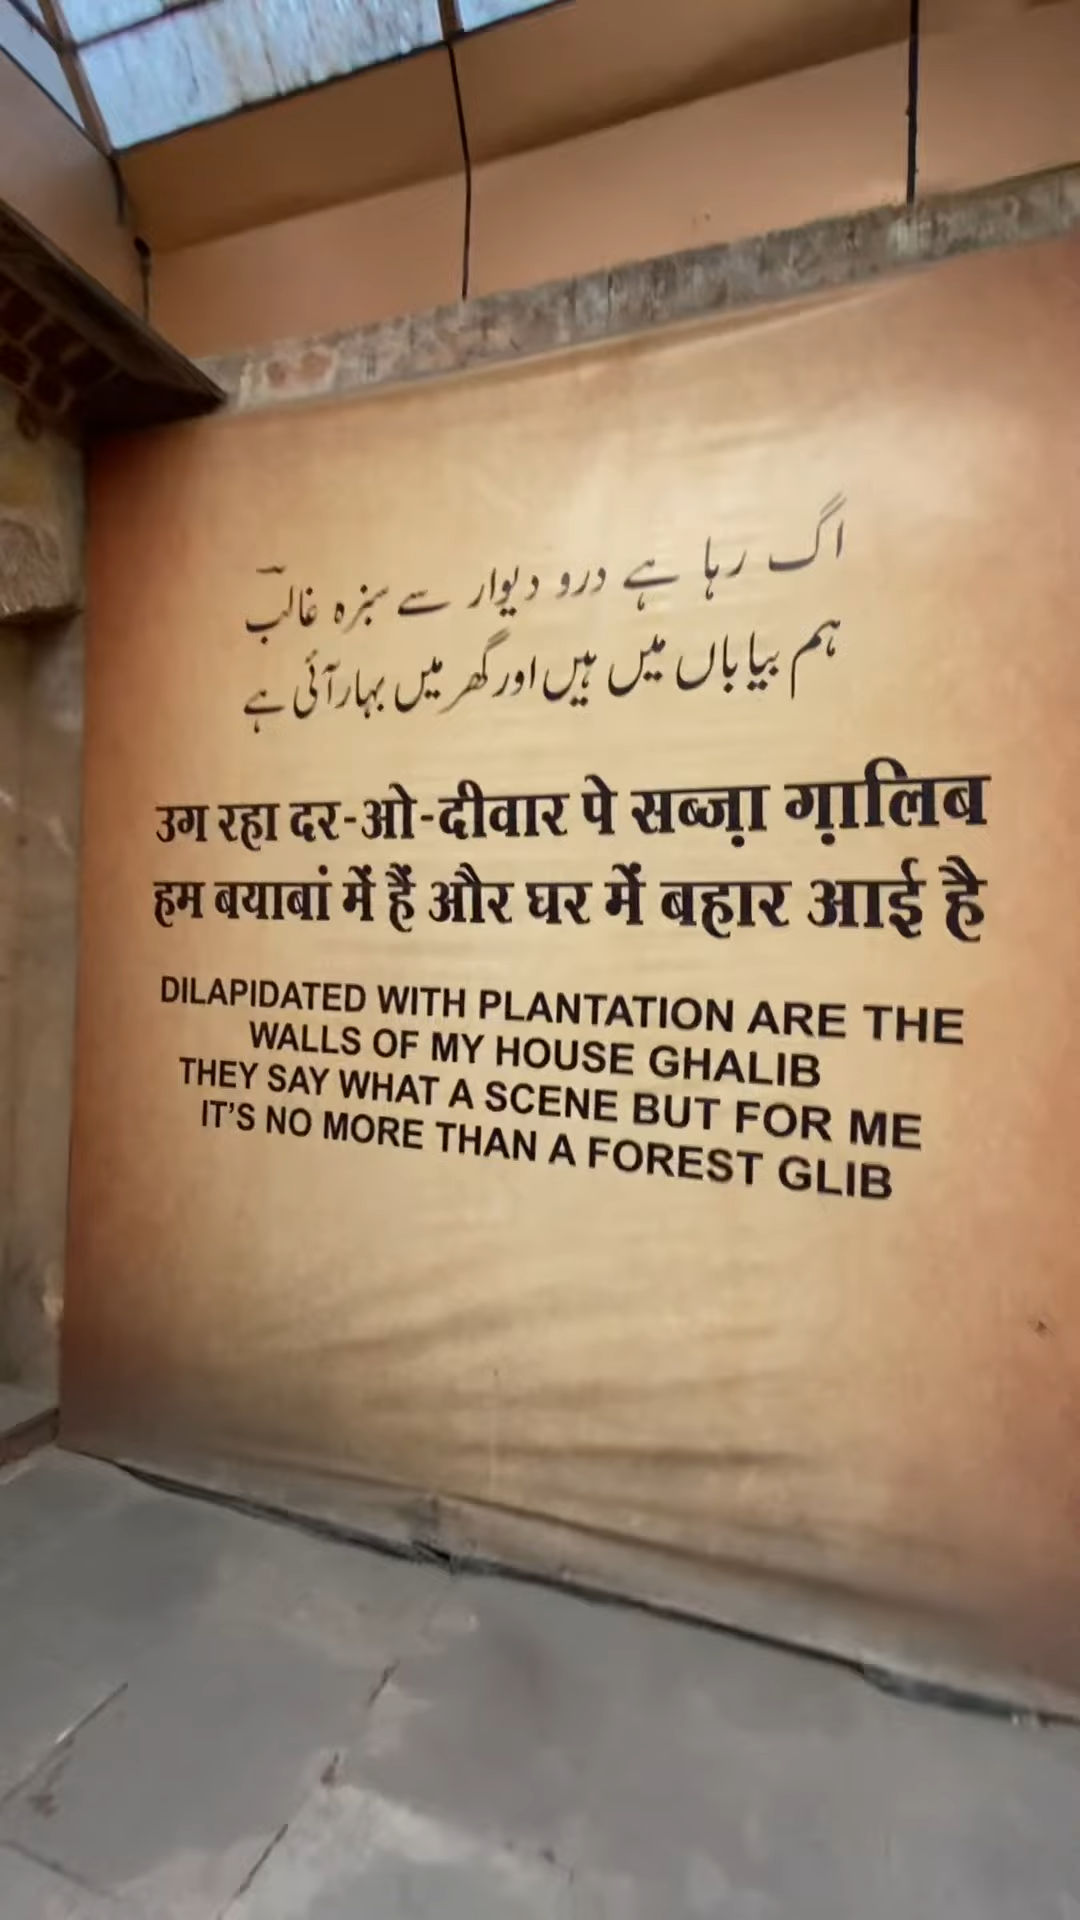 اگ رہا ہے درو دیوار سے سبزہ غالبؔ
ہم بیاباں میں ہیں اور گھر میں بہار آئی ہے
उग रहा दर-ओ-दीवार पे सब्ज़ा ग़ालिब
हम बयाबां में हैं और घर में बहार आई है
DILAPIDATED WITH PLANTATION ARE THE
WALLS OF MY HOUSE GHALIB
THEY SAY WHAT A SCENE BUT FOR ME
IT'S NO MORE THAN A FOREST GLIB